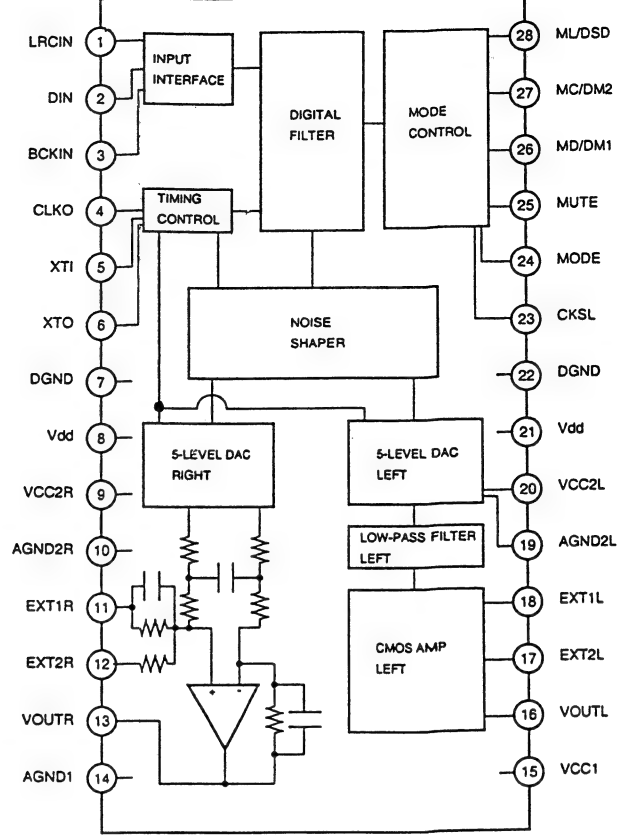 LRCIN
1
DIN
2
BCKIN
3
CLKO
4
XTI
5
XTO
6
DGND
7
Vdd
8
VCC2R
9
AGND2R
10
EXT1R
11
EXT2R
12
VOUTR
13
AGND1
14
INPUT
INTERFACE
TIMING
CONTROL
DIGITAL
FILTER
MODE
CONTROL
NOISE
SHAPER
5-LEVEL DAC
RIGHT
5-LEVEL DAC
LEFT
LOW-PASS FILTER
LEFT
CMOS AMP
LEFT
+
-
28
ML/DSD
27
MC/DM2
26
MD/DM1
25
MUTE
24
MODE
23
CKSL
22
DGND
21
Vdd
20
VCC2L
19
AGND2L
18
EXT1L
17
EXT2L
16
VOUTL
15
VCC1